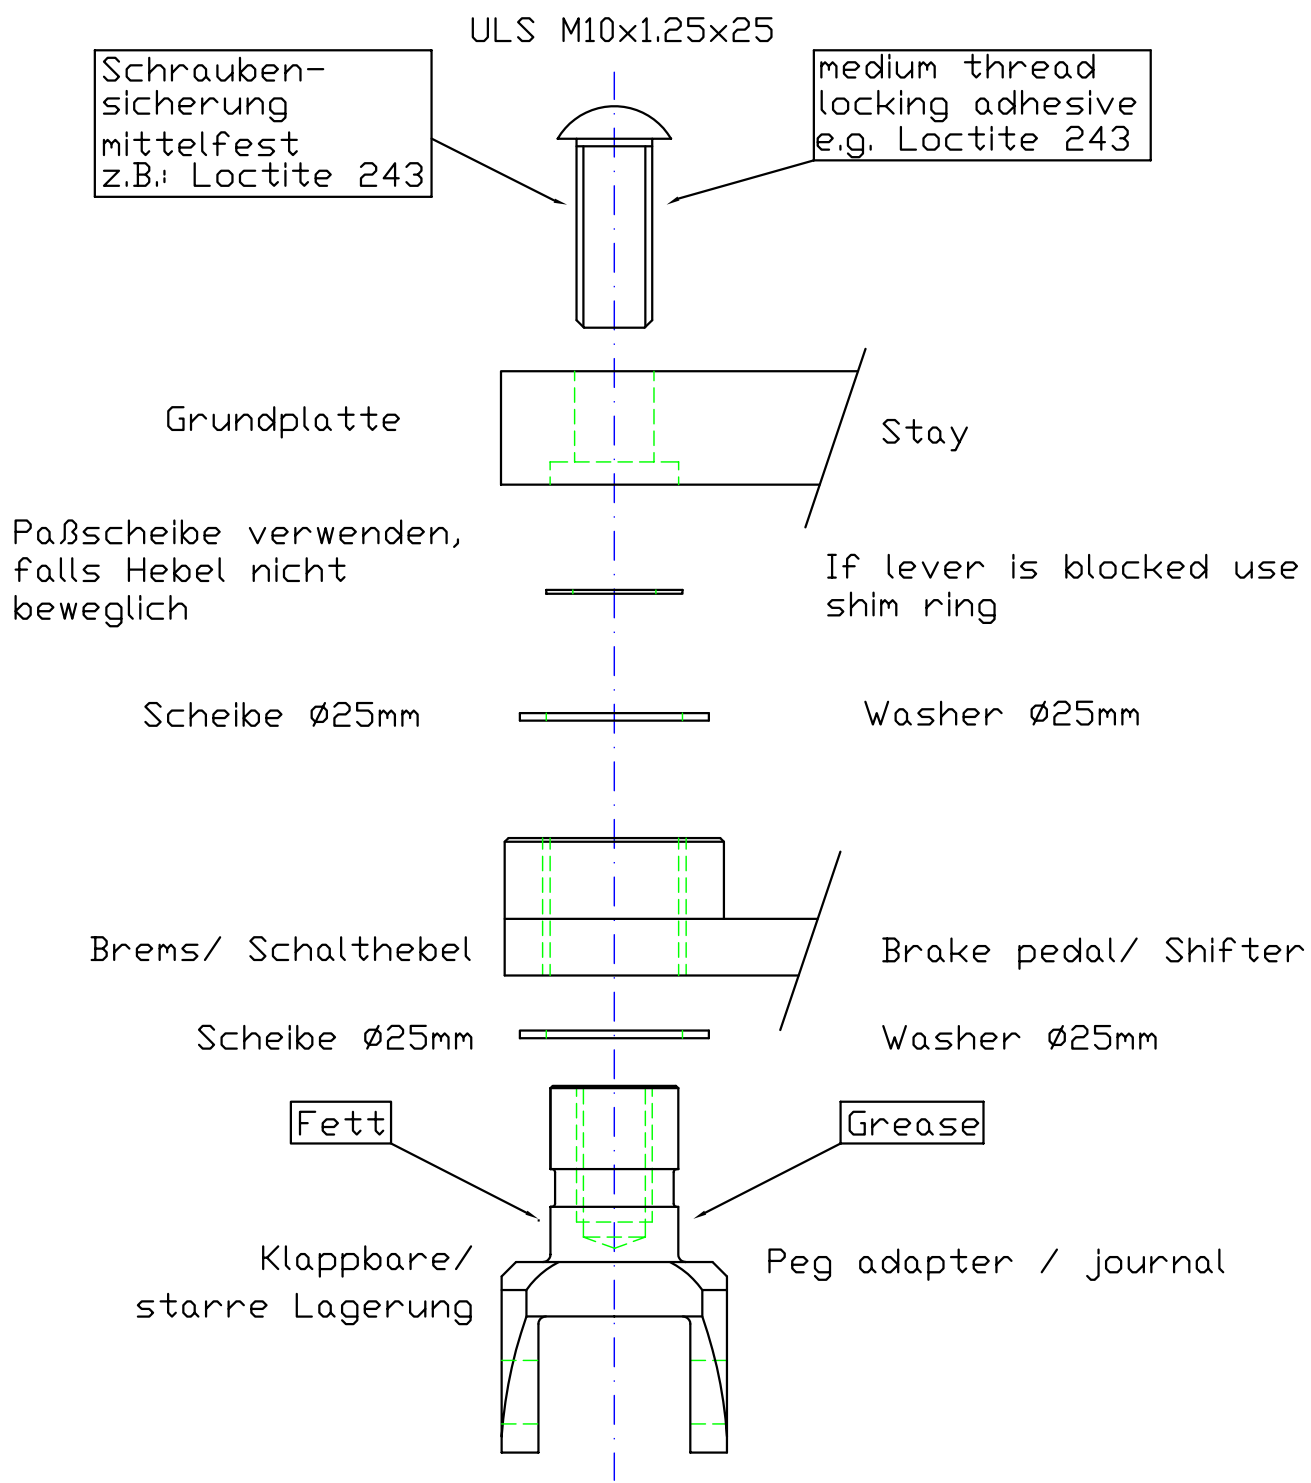 ULS M10x1.25x25
Schrauben-
sicherung
mittelfest
z.B.: Loctite 243
medium thread
locking adhesive
e.g. Loctite 243
Grundplatte
Stay
Paßscheibe verwenden,
falls Hebel nicht
beweglich
If lever is blocked use
shim ring
Scheibe Ø25mm
Washer Ø25mm
Brems/ Schalthebel
Brake pedal/ Shifter
Scheibe Ø25mm
Washer Ø25mm
Fett
Grease
Klappbare/
starre Lagerung
Peg adapter / journal